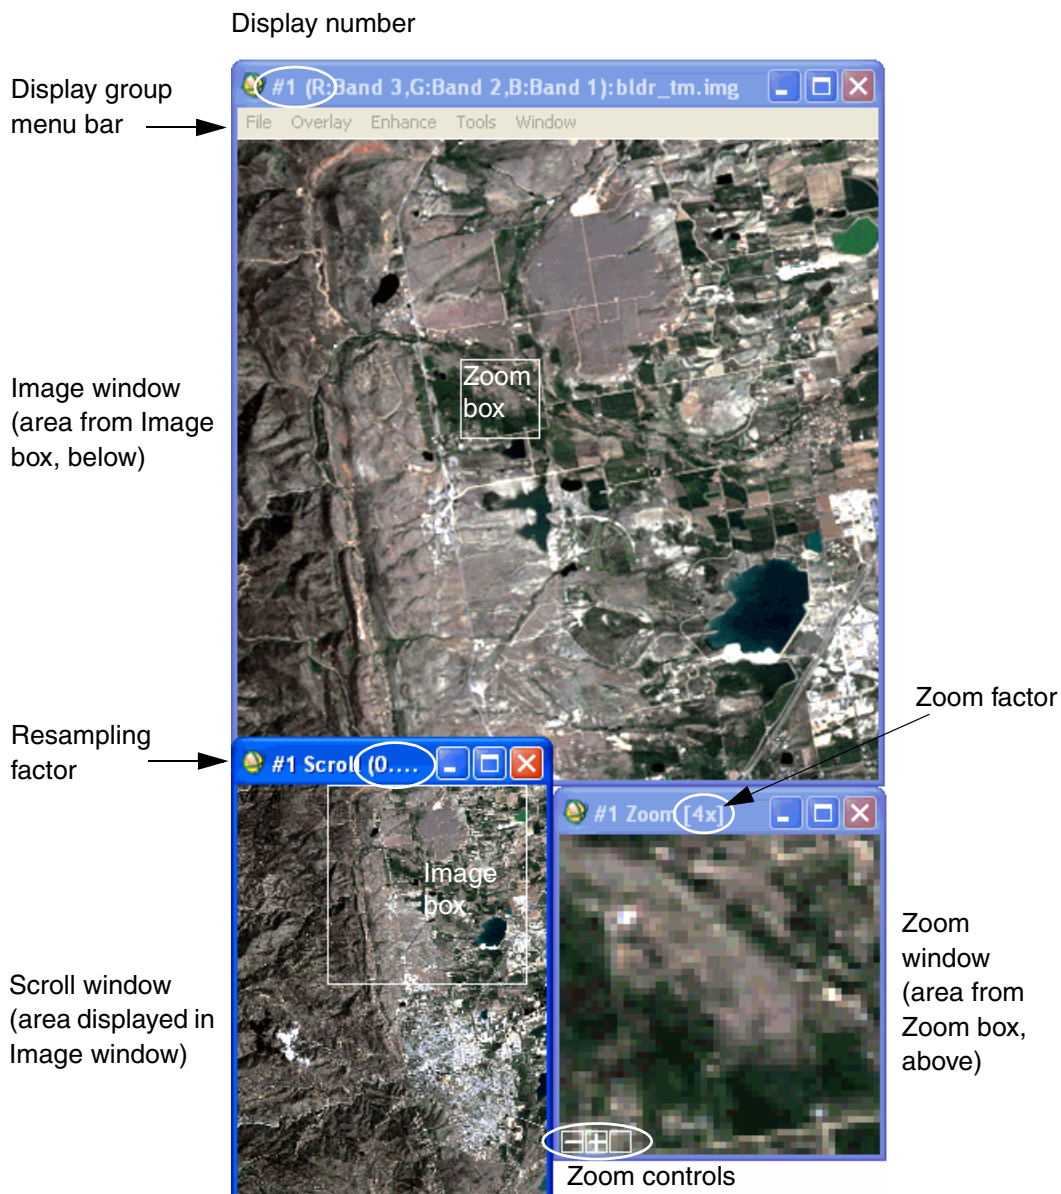 Display number
#1 (R:Band 3,G:Band 2,B:Band 1):bldr_tm.img
Display group
menu bar
File Overlay Enhance Tools Window
Zoom
box
Image window
(area from Image
box, below)
Zoom factor
Resampling
factor
#1 Scroll (0....
#1 Zoom [4x]
Image
box
Zoom
window
(area from
Zoom box,
above)
Scroll window
(area displayed in
Image window)
Zoom controls